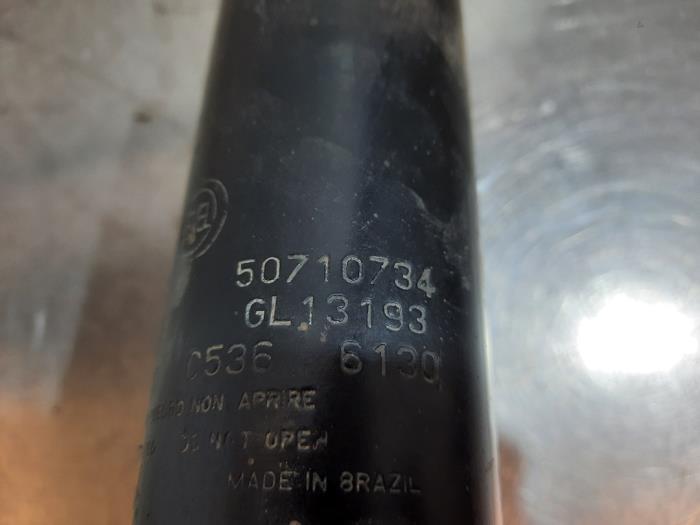 50710734
GL13193
C536 6130
NON APRIRE
DO NOT OPEN
MADE IN BRAZIL